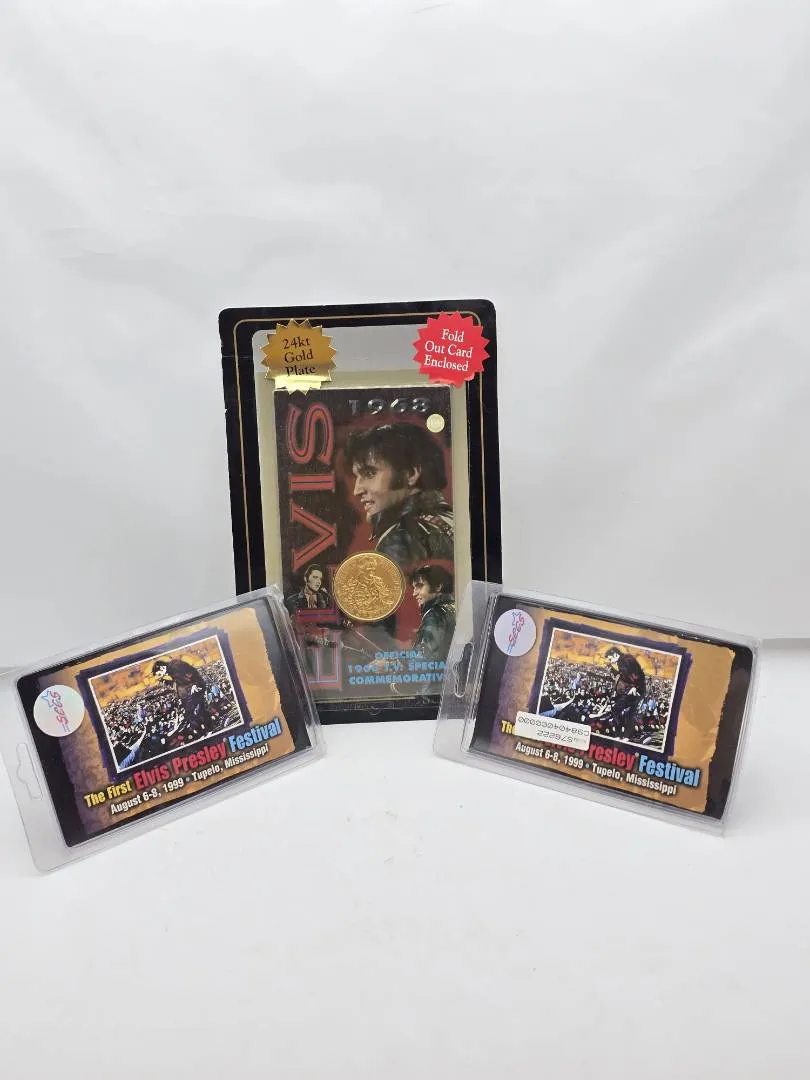 24kt
Gold
Plate
Fold
Out Card
Enclosed
1968
ELVIS
OFFICIAL
1968 T.V. SPECIAL
COMMEMORATIVE
The First Elvis Presley Festival
August 6-8, 1999 • Tupelo, Mississippi
Presley Festival
August 6-8, 1999 • Tupelo, Mississippi